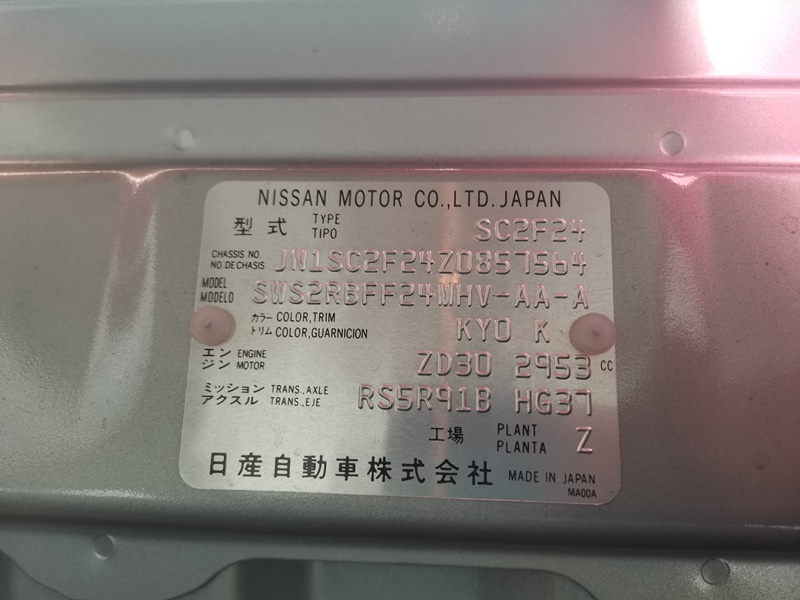 NISSAN MOTOR CO.,LTD. JAPAN
型式 TYPE TIPO SC2F24
CHASSIS NO. NO.DE CHASIS JN1SC2F24Z0857564
MODEL MODELO SWS2RBFF24MHV-AA-A
カラー COLOR,TRIM トリム COLOR,GUARNICION KY0 K
エンジン ENGINE MOTOR ZD30 2953 CC
ミッション TRANS.,AXLE アクスル TRANS.,EJE RS5R91B HG37
工場 PLANT PLANTA Z
日産自動車株式会社 MADE IN JAPAN
MA00A